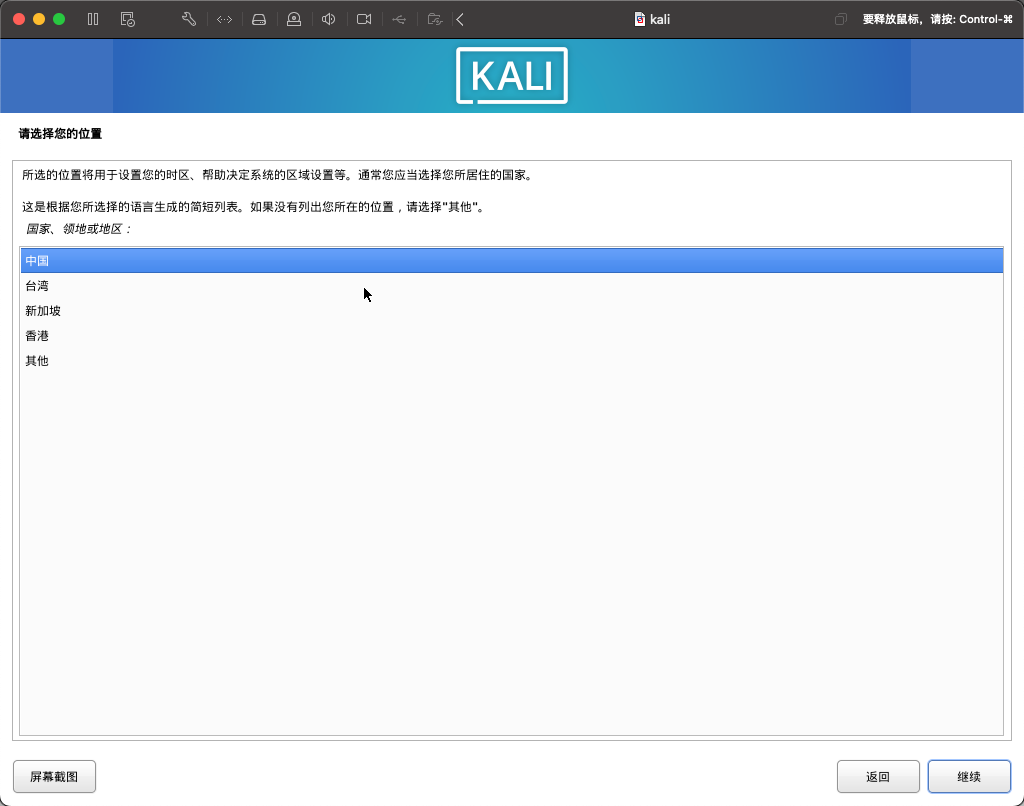 kali
要释放鼠标，请按: Control-⌘
KALI
请选择您的位置
所选的位置将用于设置您的时区、帮助决定系统的区域设置等。通常您应当选择您所居住的国家。
这是根据您所选择的语言生成的简短列表。如果没有列出您所在的位置，请选择"其他"。
国家、领地或地区：
中国
台湾
新加坡
香港
其他
屏幕截图
返回
继续